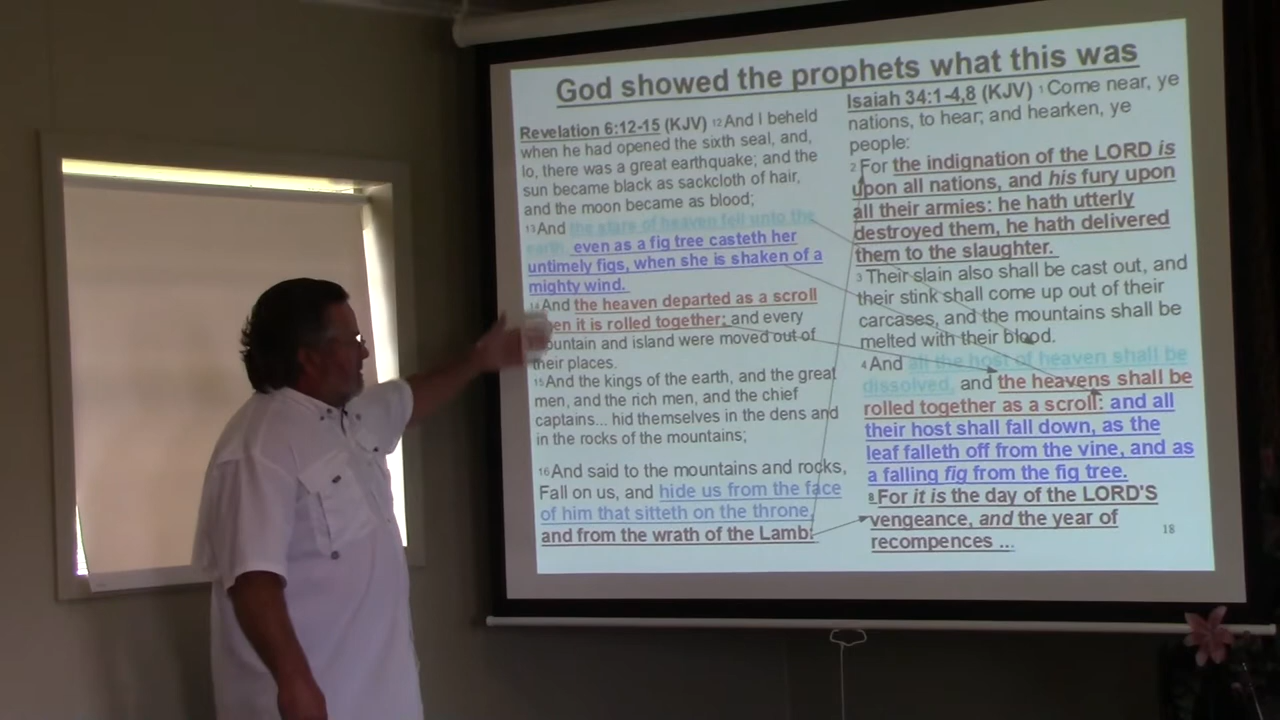 God showed the prophets what this was
Revelation 6:12-15 (KJV) 12And I beheld
when he had opened the sixth seal, and,
lo, there was a great earthquake; and the
sun became black as sackcloth of hair,
and the moon became as blood;
13And the stars of heaven fell unto the
earth, even as a fig tree casteth her
untimely figs, when she is shaken of a
mighty wind.
14And the heaven departed as a scroll
when it is rolled together; and every
mountain and island were moved out of
their places.
15And the kings of the earth, and the great
men, and the rich men, and the chief
captains... hid themselves in the dens and
in the rocks of the mountains;
16And said to the mountains and rocks,
Fall on us, and hide us from the face
of him that sitteth on the throne,
and from the wrath of the Lamb:
Isaiah 34:1-4,8 (KJV) 1Come near, ye
nations, to hear; and hearken, ye
people:
2For the indignation of the LORD is
upon all nations, and his fury upon
all their armies: he hath utterly
destroyed them, he hath delivered
them to the slaughter.
3Their slain also shall be cast out, and
their stink shall come up out of their
carcases, and the mountains shall be
melted with their blood.
4And all the host of heaven shall be
dissolved, and the heavens shall be
rolled together as a scroll: and all
their host shall fall down, as the
leaf falleth off from the vine, and as
a falling fig from the fig tree.
8For it is the day of the LORD'S
vengeance, and the year of
recompences ...
18